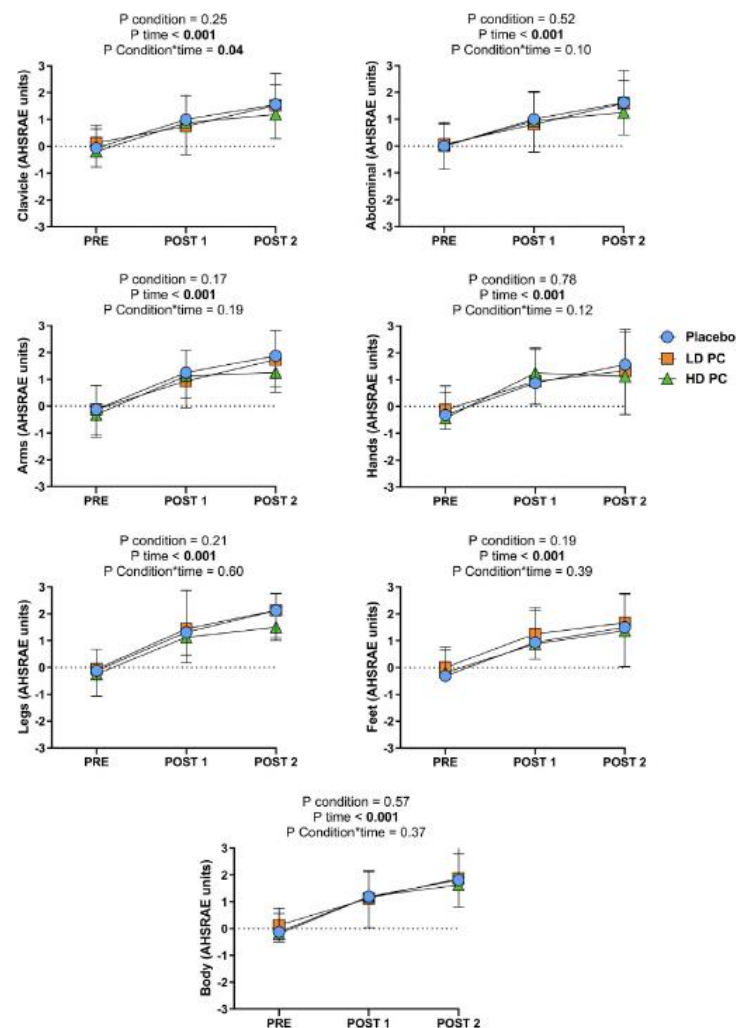 P condition = 0.25
P time < 0.001
P Condition*time = 0.04
Clavicle (AHSRAE units)
3
2
1
0
-1
2
-3
PRE
POST 1
POST 2
P condition = 0.52
P time < 0.001
P Condition*time = 0.10
Abdominal (AHSRAE units)
3
2
1
0
-1
2
-3
PRE
POST 1
POST 2
P condition = 0.17
P time < 0.001
P Condition*time = 0.19
Arms (AHSRAE units)
3
2
1
0
-1
2
-3
PRE
POST 1
POST 2
P condition = 0.78
P time < 0.001
P Condition*time = 0.12
Hands (AHSRAE units)
3
2
1
0
-1
2
-3
PRE
POST 1
POST 2
Placebo
LD PC
HD PC
P condition = 0.21
P time < 0.001
P Condition*time = 0.60
Legs (AHSRAE units)
3
2
1
0
-1
2
-3
PRE
POST 1
POST 2
P condition = 0.19
P time < 0.001
P Condition*time = 0.39
Feet (AHSRAE units)
3
2
1
0
-1
2
-3
PRE
POST 1
POST 2
P condition = 0.57
P time < 0.001
P Condition*time = 0.37
Body (AHSRAE units)
3
2
1
0
-1
2
-3
PRE
POST 1
POST 2